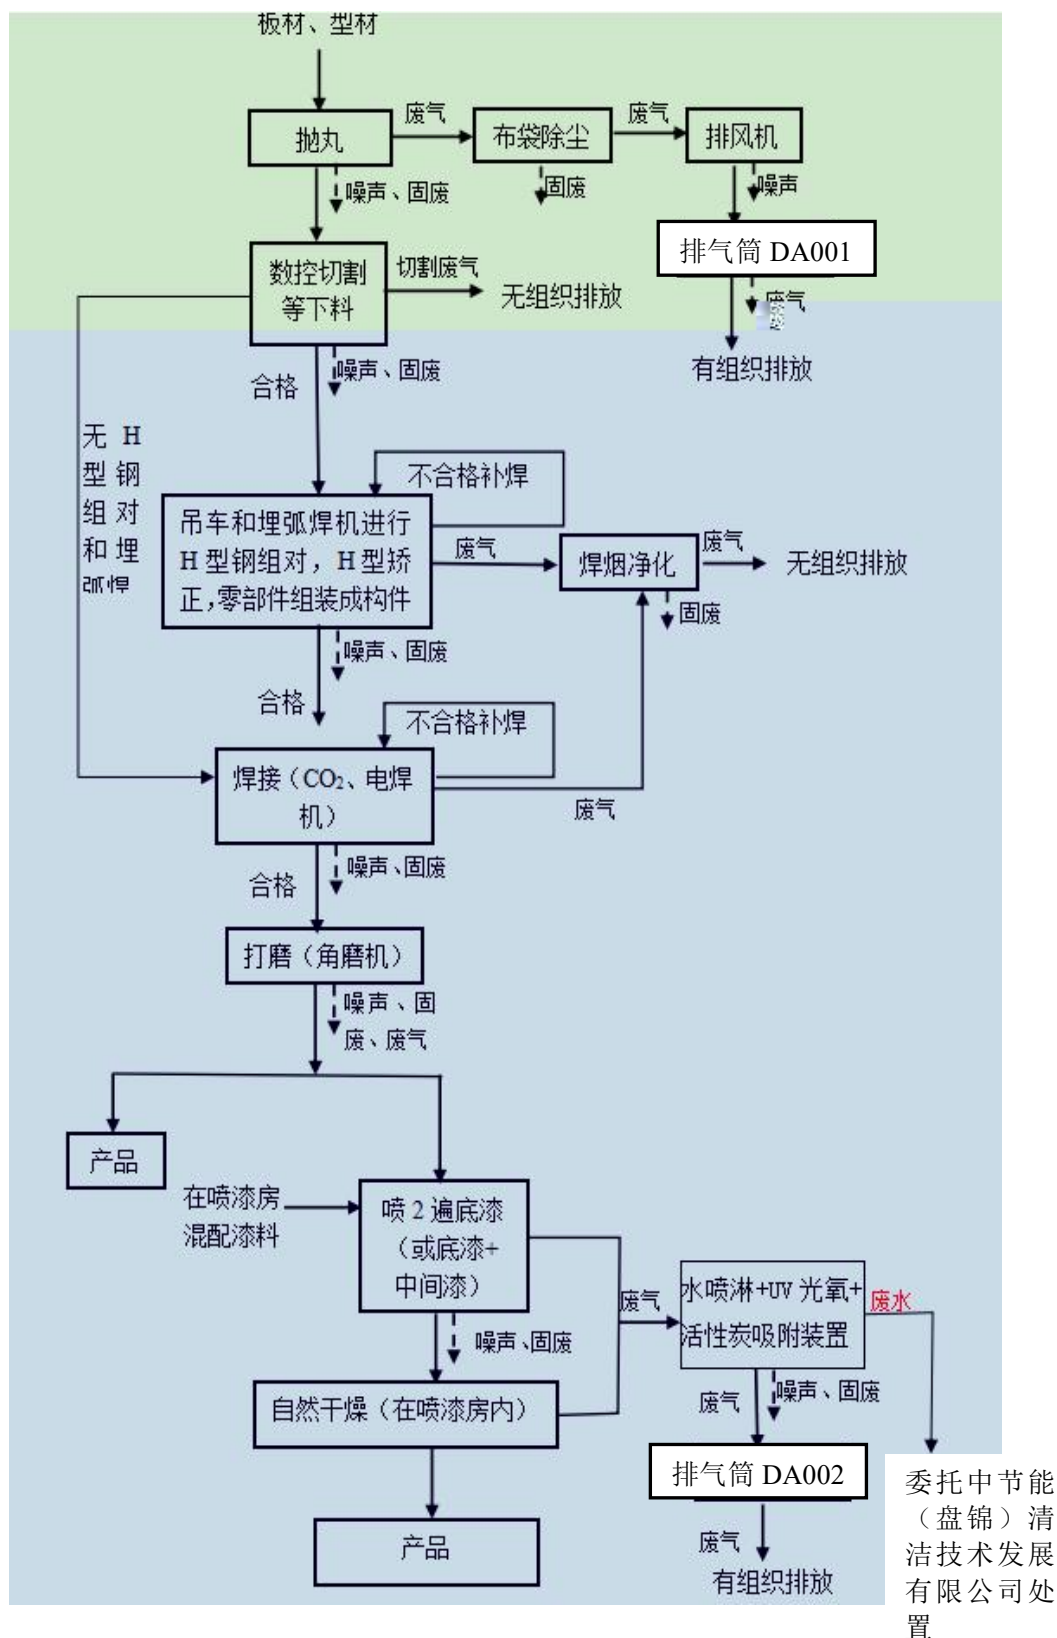 板材、型材
抛丸
废气
布袋除尘
废气
排风机
噪声、固废
固废
噪声
排气筒 DA001
数控切割
等下料
切割废气
无组织排放
废气
有组织排放
噪声、固废
合格
无 H
型 钢
组 对
和 埋
弧焊
不合格补焊
吊车和埋弧焊机进行
H 型钢组对，H 型矫
正，零部件组装成构件
废气
焊烟净化
废气
无组织排放
固废
噪声、固废
合格
不合格补焊
焊接（CO₂、电焊
机）
废气
噪声、固废
合格
打磨（角磨机）
噪声、固
废、废气
产品
在喷漆房
混配漆料
喷 2 遍底漆
（或底漆+
中间漆）
废气
水喷淋+UV 光氧+
活性炭吸附装置
废水
噪声、固废
自然干燥（在喷漆房内）
废气
噪声、固废
排气筒 DA002
产品
废气
有组织排放
委托中节能
（盘锦）清
洁技术发展
有限公司处
置